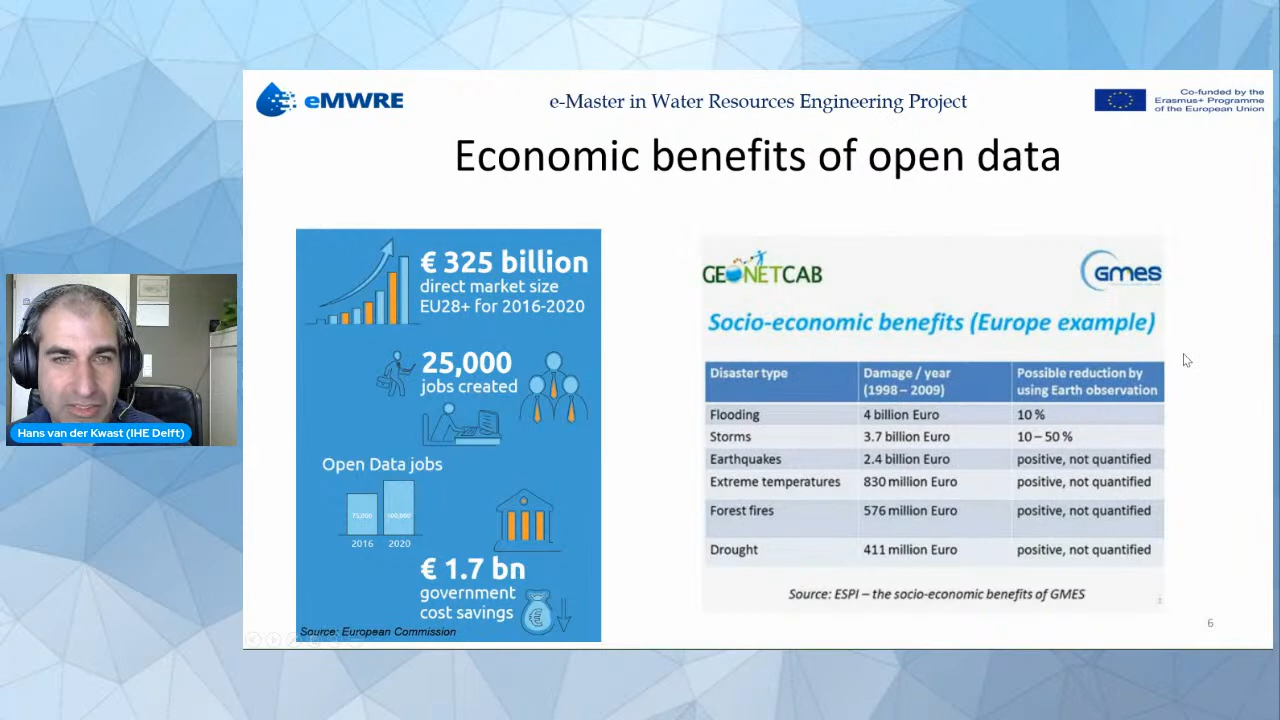 eMWRE
e-Master in Water Resources Engineering Project
Co-funded by the
Erasmus+ Programme
of the European Union
Economic benefits of open data
Hans van der Kwast (IHE Delft)
€ 325 billion
direct market size
EU28+ for 2016-2020
25,000
jobs created
Open Data jobs
75,000 100,000
2016 2020
€ 1.7 bn
government
cost savings
Source: European Commission
GEONETCAB
Gmes
Socio-economic benefits (Europe example)
Disaster type Damage / year (1998 – 2009) Possible reduction by using Earth observation
Flooding 4 billion Euro 10 %
Storms 3.7 billion Euro 10 – 50 %
Earthquakes 2.4 billion Euro positive, not quantified
Extreme temperatures 830 million Euro positive, not quantified
Forest fires 576 million Euro positive, not quantified
Drought 411 million Euro positive, not quantified
Source: ESPI – the socio-economic benefits of GMES
6